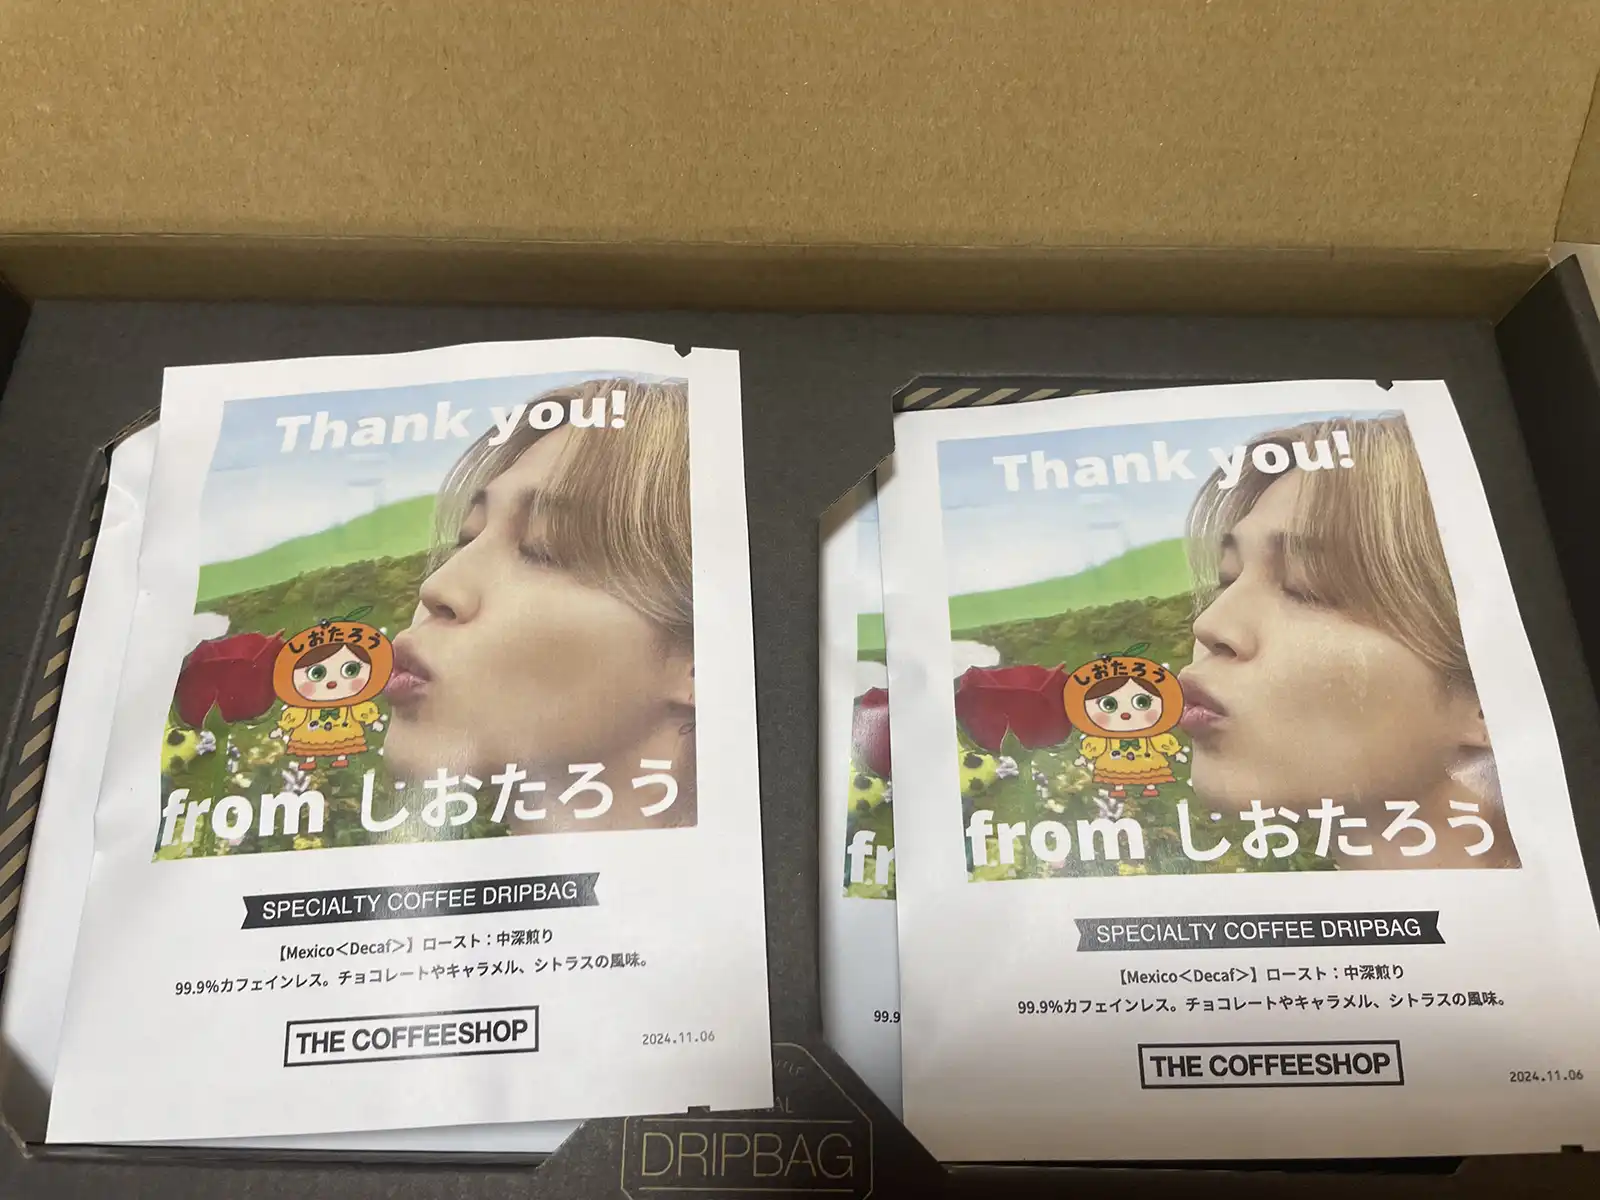 Thank you!
しおたろう
from しおたろう
SPECIALTY COFFEE DRIPBAG
【Mexico＜Decaf＞】ロースト：中深煎り
99.9%カフェインレス。チョコレートやキャラメル、シトラスの風味。
THE COFFEESHOP
2024.11.06
Thank you!
しおたろう
from しおたろう
SPECIALTY COFFEE DRIPBAG
【Mexico＜Decaf＞】ロースト：中深煎り
99.9%カフェインレス。チョコレートやキャラメル、シトラスの風味。
THE COFFEESHOP
2024.11.06
fr
99.9
DRIPBAG